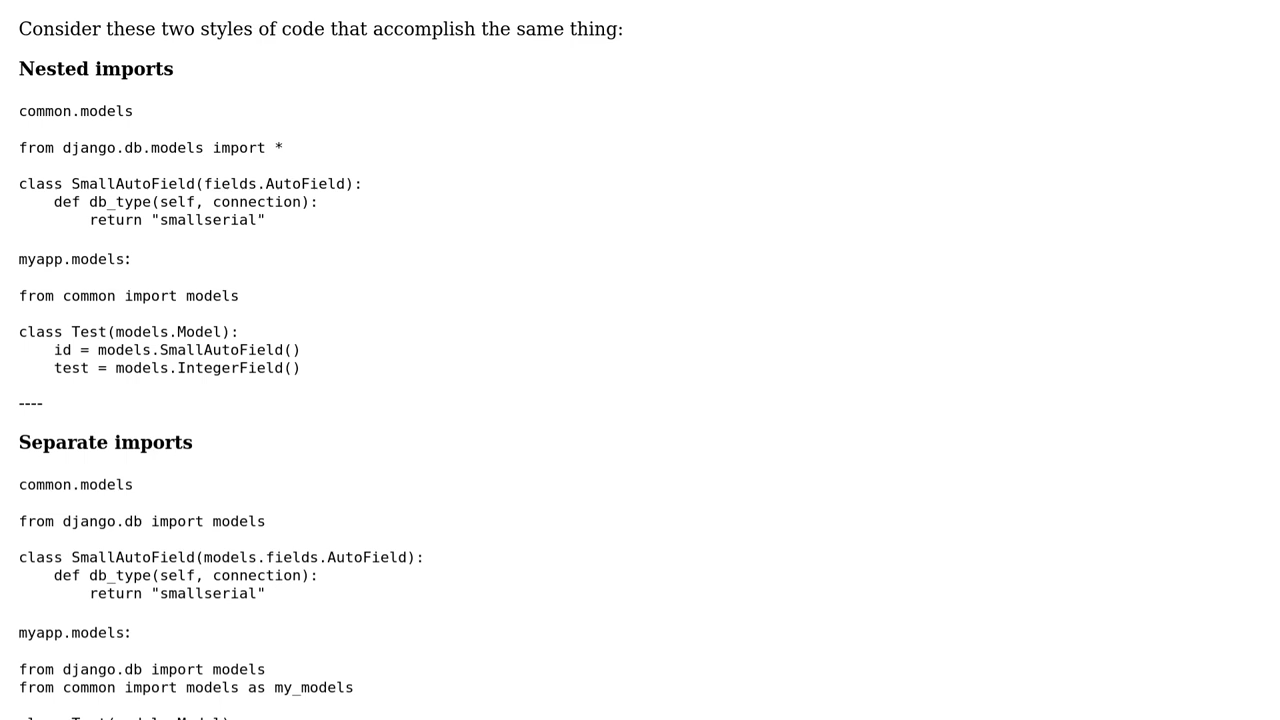 Consider these two styles of code that accomplish the same thing:
Nested imports
common.models
from django.db.models import *
class SmallAutoField(fields.AutoField):
    def db_type(self, connection):
        return "smallserial"
myapp.models:
from common import models
class Test(models.Model):
    id = models.SmallAutoField()
    test = models.IntegerField()
----
Separate imports
common.models
from django.db import models
class SmallAutoField(models.fields.AutoField):
    def db_type(self, connection):
        return "smallserial"
myapp.models:
from django.db import models
from common import models as my_models